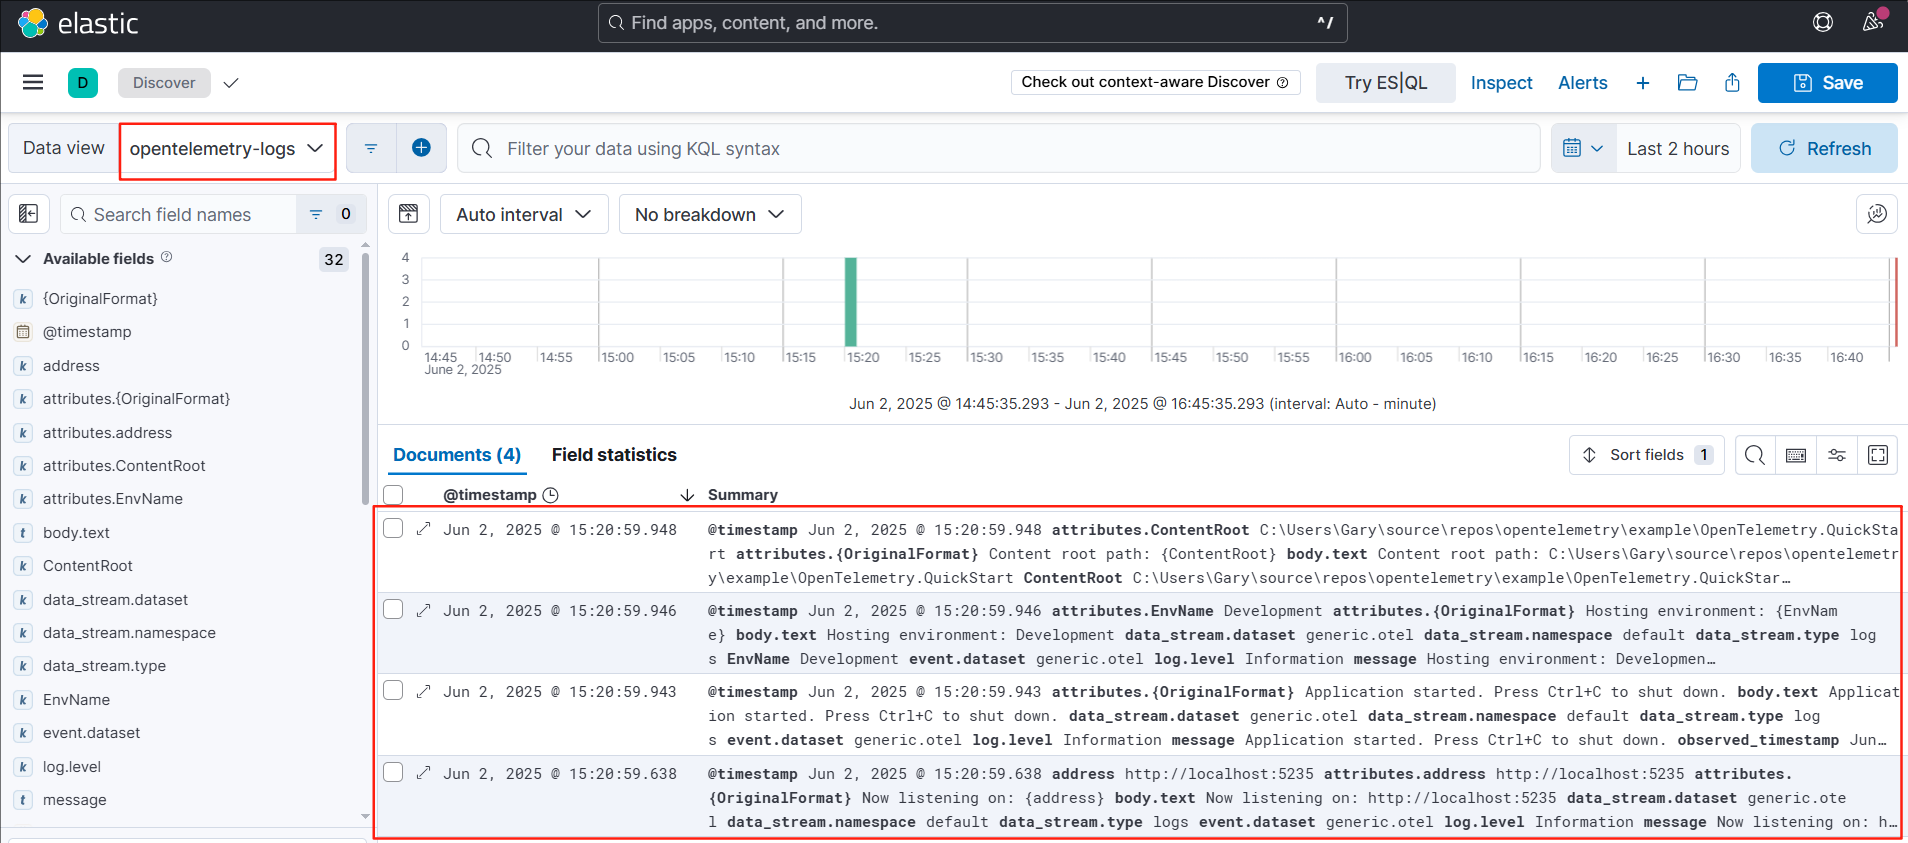 elastic
Find apps, content, and more.
^/
D
Discover
Check out context-aware Discover
Try ES|QL
Inspect
Alerts
Save
Data view
opentelemetry-logs
Filter your data using KQL syntax
Last 2 hours
Refresh
Search field names
0
Auto interval
No breakdown
Available fields
32
k {OriginalFormat}
@timestamp
k address
k attributes.{OriginalFormat}
k attributes.address
k attributes.ContentRoot
k attributes.EnvName
t body.text
k ContentRoot
k data_stream.dataset
k data_stream.namespace
k data_stream.type
k EnvName
k event.dataset
k log.level
t message
4
3
2
1
0
14:45 14:50 14:55 15:00 15:05 15:10 15:15 15:20 15:25 15:30 15:35 15:40 15:45 15:50 15:55 16:00 16:05 16:10 16:15 16:20 16:25 16:30 16:35 16:40
June 2, 2025
Jun 2, 2025 @ 14:45:35.293 - Jun 2, 2025 @ 16:45:35.293 (interval: Auto - minute)
Documents (4)
Field statistics
Sort fields 1
@timestamp
Summary
Jun 2, 2025 @ 15:20:59.948 @timestamp Jun 2, 2025 @ 15:20:59.948 attributes.ContentRoot C:\Users\Gary\source\repos\opentelemetry\example\OpenTelemetry.QuickSta
rt attributes.{OriginalFormat} Content root path: {ContentRoot} body.text Content root path: C:\Users\Gary\source\repos\opentelemetr
y\example\OpenTelemetry.QuickStart ContentRoot C:\Users\Gary\source\repos\opentelemetry\example\OpenTelemetry.QuickStar…
Jun 2, 2025 @ 15:20:59.946 @timestamp Jun 2, 2025 @ 15:20:59.946 attributes.EnvName Development attributes.{OriginalFormat} Hosting environment: {EnvNam
e} body.text Hosting environment: Development data_stream.dataset generic.otel data_stream.namespace default data_stream.type log
s EnvName Development event.dataset generic.otel log.level Information message Hosting environment: Developmen…
Jun 2, 2025 @ 15:20:59.943 @timestamp Jun 2, 2025 @ 15:20:59.943 attributes.{OriginalFormat} Application started. Press Ctrl+C to shut down. body.text Applicat
ion started. Press Ctrl+C to shut down. data_stream.dataset generic.otel data_stream.namespace default data_stream.type log
s event.dataset generic.otel log.level Information message Application started. Press Ctrl+C to shut down. observed_timestamp Jun…
Jun 2, 2025 @ 15:20:59.638 @timestamp Jun 2, 2025 @ 15:20:59.638 address http://localhost:5235 attributes.address http://localhost:5235 attributes.
{OriginalFormat} Now listening on: {address} body.text Now listening on: http://localhost:5235 data_stream.dataset generic.ote
l data_stream.namespace default data_stream.type logs event.dataset generic.otel log.level Information message Now listening on: h…